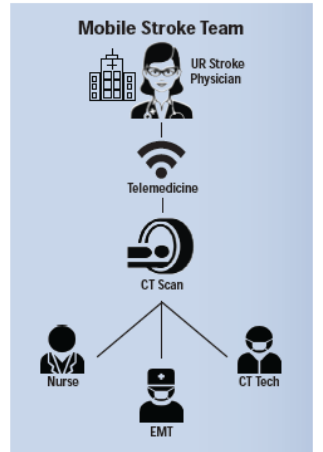 Mobile Stroke Team
UR Stroke
Physician
Telemedicine
CT Scan
Nurse
CT Tech
EMT